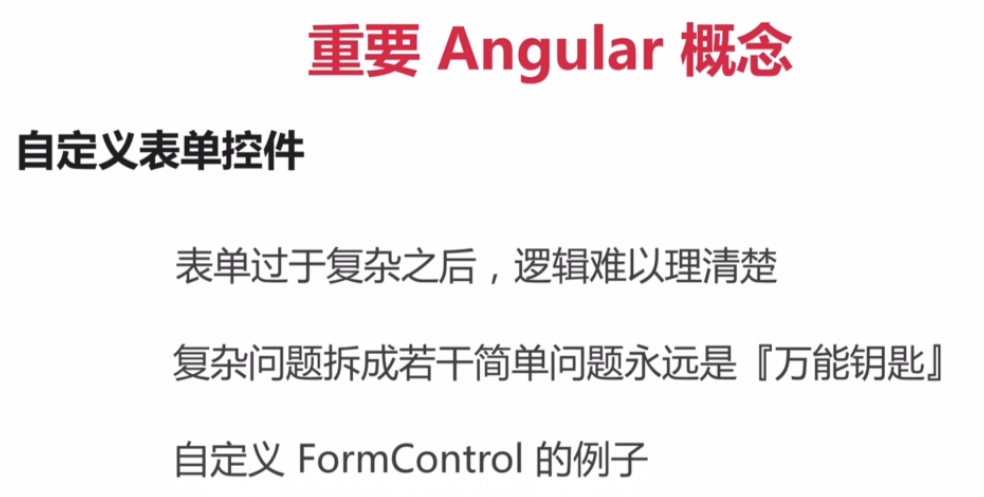 重要 Angular 概念
自定义表单控件
表单过于复杂之后，逻辑难以理清楚
复杂问题拆成若干简单问题永远是『万能钥匙』
自定义 FormControl 的例子